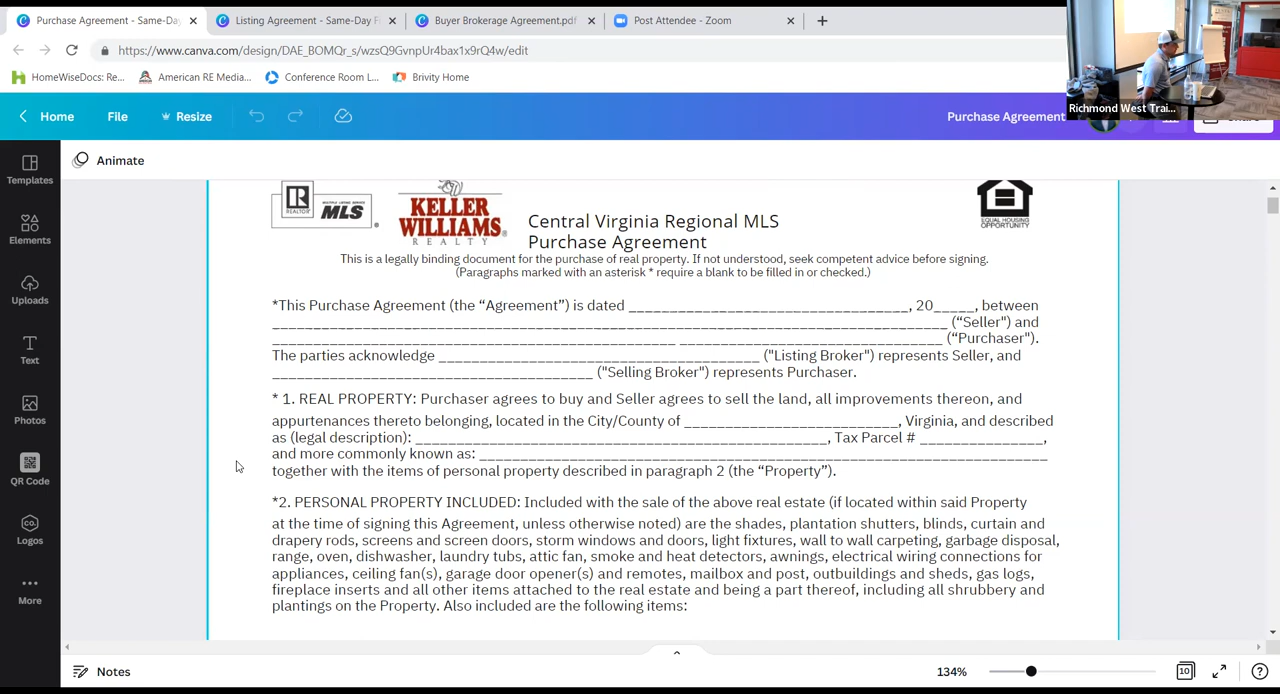 Purchase Agreement - Same-Da
Listing Agreement - Same-Day F
Buyer Brokerage Agreement.pdf
Post Attendee - Zoom
https://www.canva.com/design/DAE_BOMQr_s/wzsQ9GvnpUr4bax1x9rQ4w/edit
HomeWiseDocs: Re...
American RE Media...
Conference Room L...
Brivity Home
Richmond West Trai...
Home
File
Resize
Purchase Agreement
Animate
Templates
Elements
Uploads
Text
Photos
QR Code
CO.
Logos
More
R
REALTOR
MULTIPLE LISTING SERVICE
MLS
KELLER
WILLIAMS
REALTY
Central Virginia Regional MLS
Purchase Agreement
EQUAL HOUSING
OPPORTUNITY
This is a legally binding document for the purchase of real property. If not understood, seek competent advice before signing.
(Paragraphs marked with an asterisk * require a blank to be filled in or checked.)
*This Purchase Agreement (the “Agreement”) is dated ________________________________, 20_____, between
________________________________________________________________________________ (“Seller") and
________________________________________________ _______________________________ (“Purchaser").
The parties acknowledge ______________________________________ ("Listing Broker") represents Seller, and
______________________________________ ("Selling Broker") represents Purchaser.
* 1. REAL PROPERTY: Purchaser agrees to buy and Seller agrees to sell the land, all improvements thereon, and
appurtenances thereto belonging, located in the City/County of _________________________, Virginia, and described
as (legal description): _________________________________________________, Tax Parcel # _______________,
and more commonly known as: ___________________________________________________________________
together with the items of personal property described in paragraph 2 (the “Property”).
*2. PERSONAL PROPERTY INCLUDED: Included with the sale of the above real estate (if located within said Property
at the time of signing this Agreement, unless otherwise noted) are the shades, plantation shutters, blinds, curtain and
drapery rods, screens and screen doors, storm windows and doors, light fixtures, wall to wall carpeting, garbage disposal,
range, oven, dishwasher, laundry tubs, attic fan, smoke and heat detectors, awnings, electrical wiring connections for
appliances, ceiling fan(s), garage door opener(s) and remotes, mailbox and post, outbuildings and sheds, gas logs,
fireplace inserts and all other items attached to the real estate and being a part thereof, including all shrubbery and
plantings on the Property. Also included are the following items:
Notes
134%
10